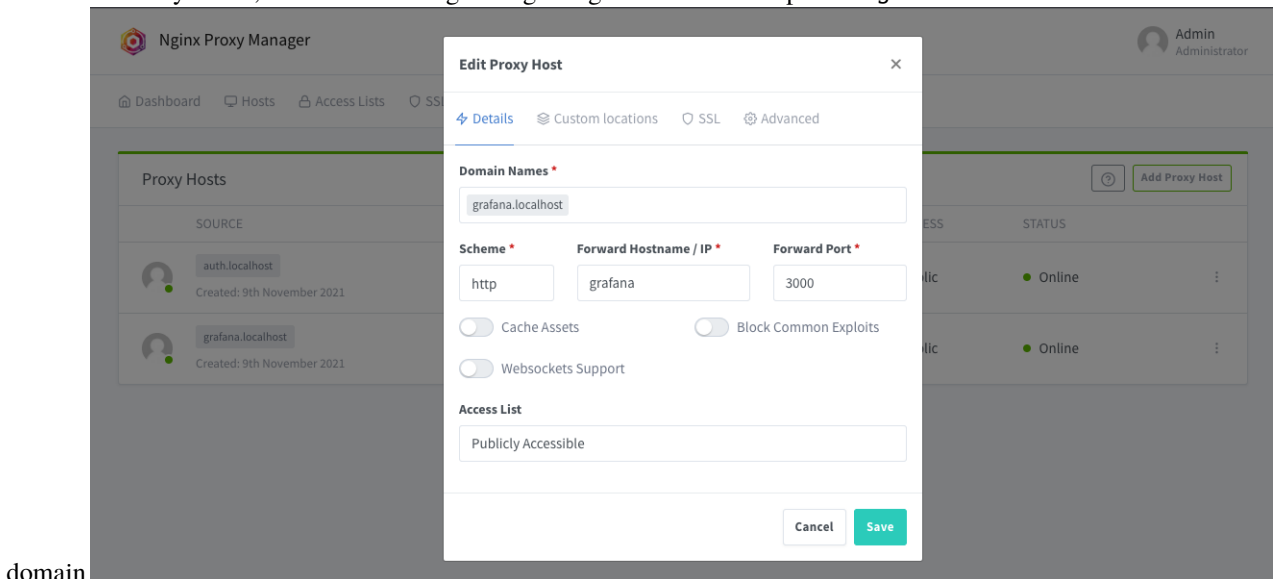 Nginx Proxy Manager
Admin
Administrator
Dashboard Hosts Access Lists
Edit Proxy Host
Details Custom locations SSL Advanced
Proxy Hosts
Add Proxy Host
SOURCE
STATUS
auth.localhost
Created: 9th November 2021
Online
grafana.localhost
Created: 9th November 2021
Online
Domain Names *
grafana.localhost
Scheme * Forward Hostname / IP * Forward Port *
http grafana 3000
Cache Assets Block Common Exploits
Websockets Support
Access List
Publicly Accessible
Cancel Save
domain